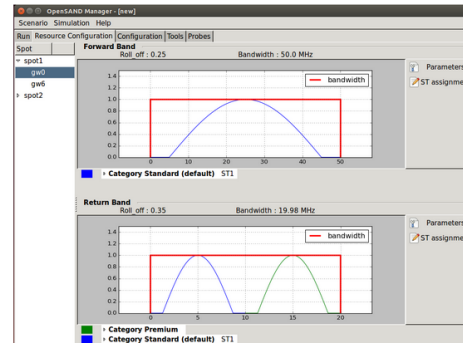 OpenSAND Manager - [new]
Scenario Simulation Help
Run Resource Configuration Configuration Tools Probes
Spot
spot1
gw0
gw6
spot2
Forward Band
Roll_off : 0.25 Bandwidth : 50.0 MHz
bandwidth
1.4
1.2
1.0
0.8
0.6
0.4
0.2
0.0
0 10 20 30 40 50
Category Standard (default) ST1
Parameters
ST assignme
Return Band
Roll_off : 0.35 Bandwidth : 19.98 MHz
bandwidth
1.4
1.2
1.0
0.8
0.6
0.4
0.2
0.0
0 5 10 15 20
Category Premium
Category Standard (default) ST1
Parameters
ST assignme